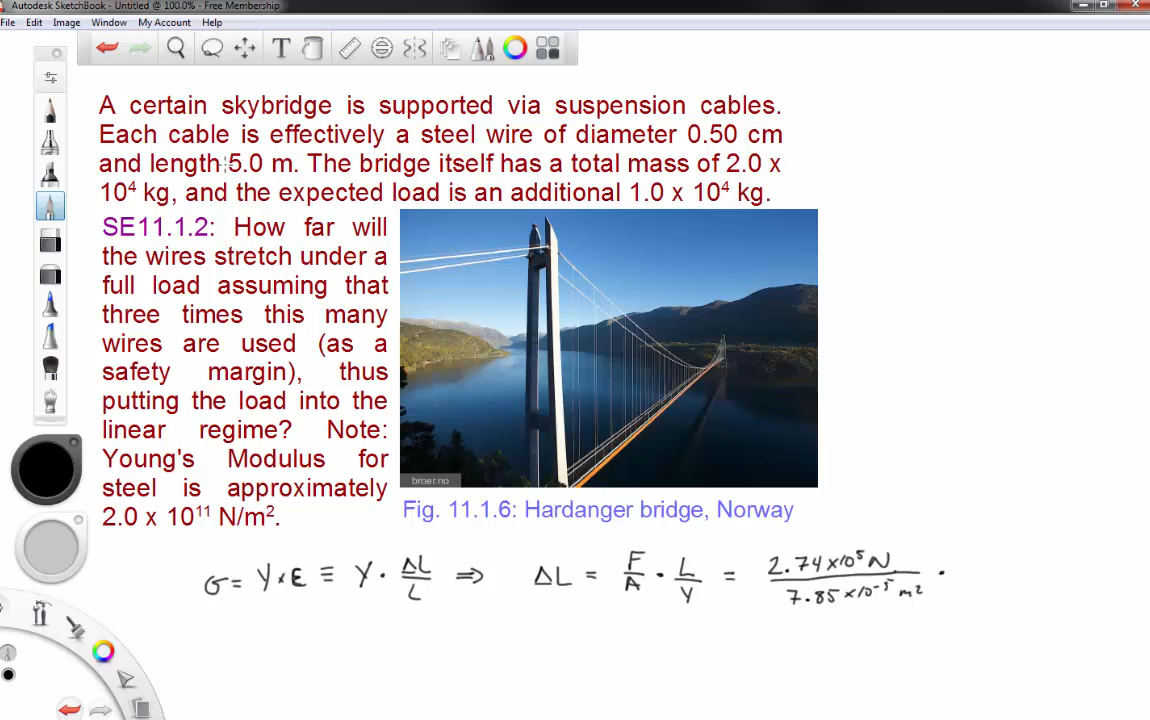 Autodesk SketchBook - Untitled @ 100.0% - Free Membership
File Edit Image Window My Account Help
A certain skybridge is supported via suspension cables.
Each cable is effectively a steel wire of diameter 0.50 cm
and length 5.0 m. The bridge itself has a total mass of 2.0 x
10⁴ kg, and the expected load is an additional 1.0 x 10⁴ kg.
SE11.1.2: How far will
the wires stretch under a
full load assuming that
three times this many
wires are used (as a
safety margin), thus
putting the load into the
linear regime? Note:
Young's Modulus for
steel is approximately
2.0 x 10¹¹ N/m².
broer.no
Fig. 11.1.6: Hardanger bridge, Norway
σ = Y × ε ≡ Y · ΔL/L ⇒ ΔL = F/A · L/Y = 2.74 × 10⁵ N / 7.85 × 10⁻⁵ m² ·